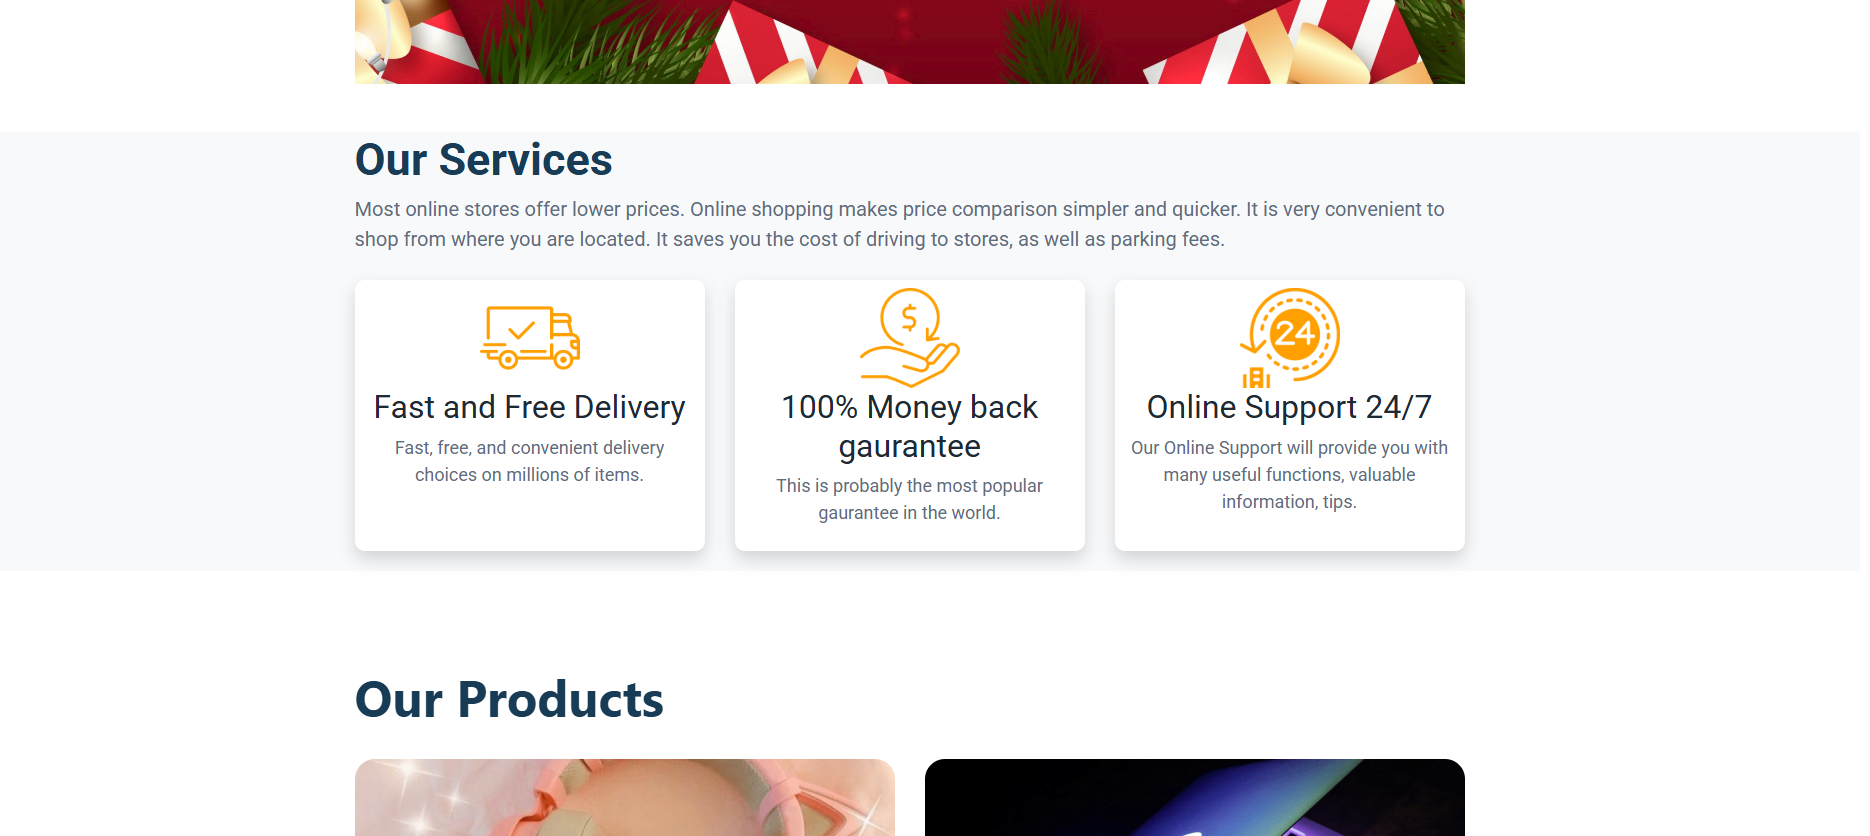 Our Services
Most online stores offer lower prices. Online shopping makes price comparison simpler and quicker. It is very convenient to
shop from where you are located. It saves you the cost of driving to stores, as well as parking fees.
$
24
Fast and Free Delivery
Fast, free, and convenient delivery
choices on millions of items.
100% Money back
gaurantee
This is probably the most popular
gaurantee in the world.
Online Support 24/7
Our Online Support will provide you with
many useful functions, valuable
information, tips.
Our Products